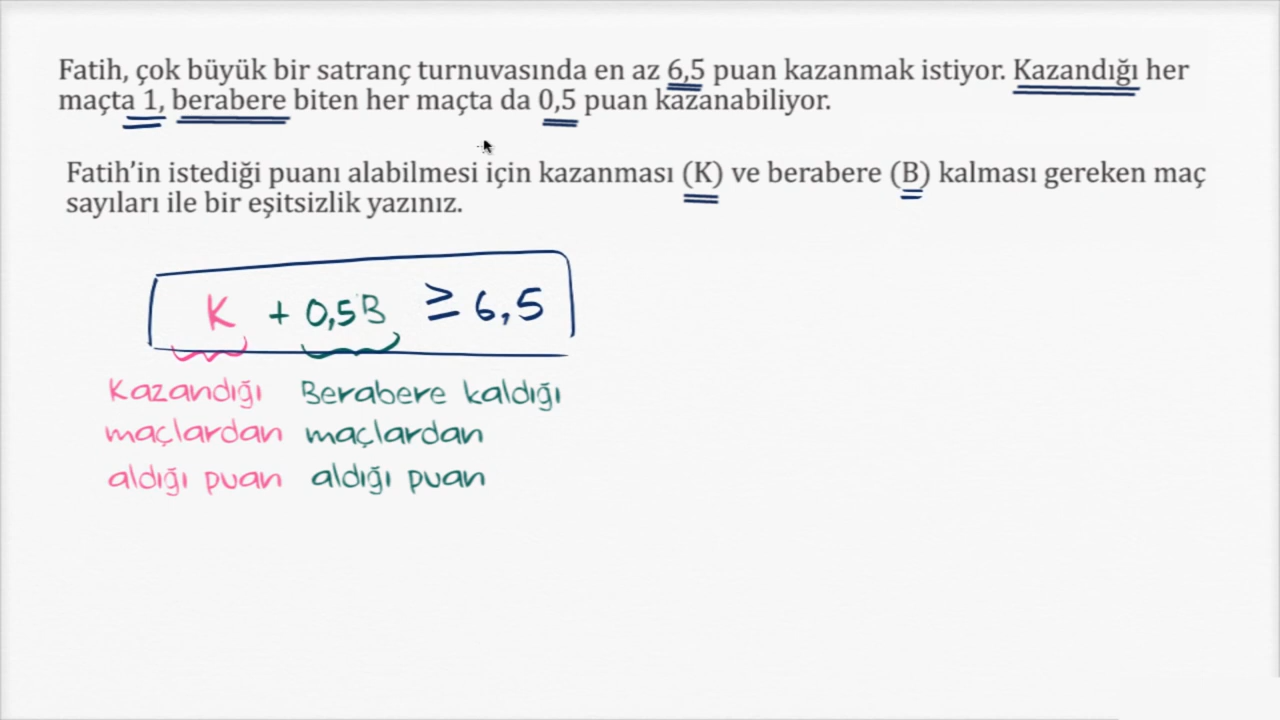 Fatih, çok büyük bir satranç turnuvasında en az 6,5 puan kazanmak istiyor. Kazandığı her
maçta 1, berabere biten her maçta da 0,5 puan kazanabiliyor.
Fatih'in istediği puanı alabilmesi için kazanması (K) ve berabere (B) kalması gereken maç
sayıları ile bir eşitsizlik yazınız.
K + 0,5B ≥ 6,5
Kazandığı Berabere kaldığı
maçlardan maçlardan
aldığı puan aldığı puan